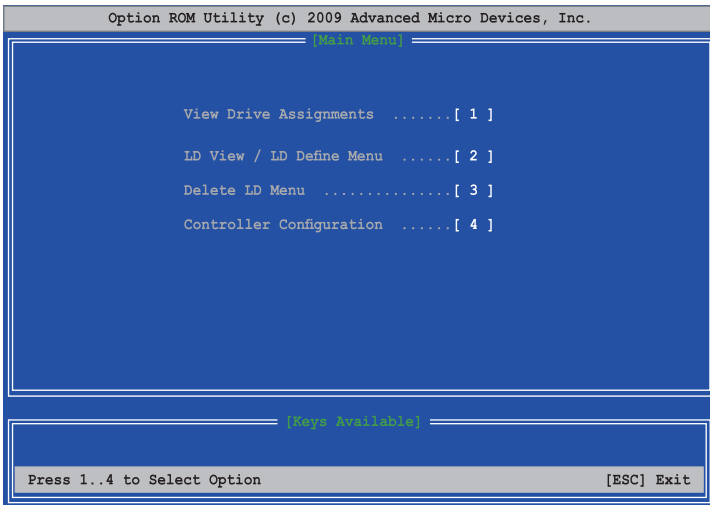 Option ROM Utility (c) 2009 Advanced Micro Devices, Inc.
[Main Menu]
View Drive Assignments .......[ 1 ]
LD View / LD Define Menu ......[ 2 ]
Delete LD Menu ...............[ 3 ]
Controller Configuration ......[ 4 ]
[Keys Available]
Press 1..4 to Select Option [ESC] Exit